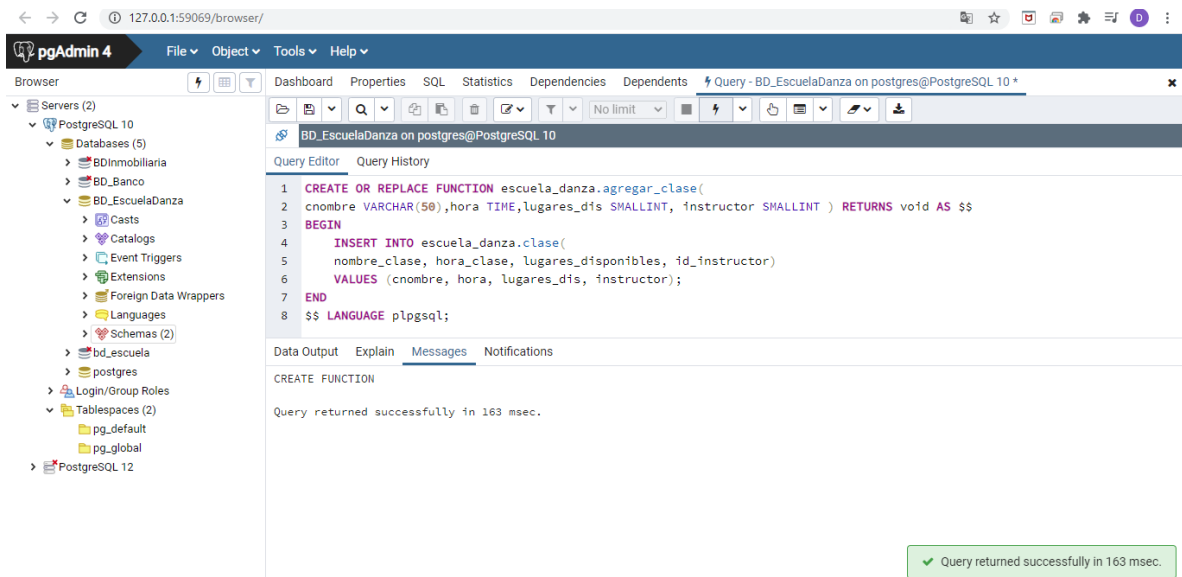 127.0.0.1:59069/browser/
D
pgAdmin 4 File Object Tools Help
Browser
Dashboard Properties SQL Statistics Dependencies Dependents Query - BD_EscuelaDanza on postgres@PostgreSQL 10 *
No limit
BD_EscuelaDanza on postgres@PostgreSQL 10
Servers (2)
PostgreSQL 10
Databases (5)
BDInmobiliaria
BD_Banco
BD_EscuelaDanza
Casts
Catalogs
Event Triggers
Extensions
Foreign Data Wrappers
Languages
Schemas (2)
bd_escuela
postgres
Login/Group Roles
Tablespaces (2)
pg_default
pg_global
PostgreSQL 12
Query Editor Query History
1 CREATE OR REPLACE FUNCTION escuela_danza.agregar_clase(
2 cnombre VARCHAR(50),hora TIME,lugares_dis SMALLINT, instructor SMALLINT ) RETURNS void AS $$
3 BEGIN
4 INSERT INTO escuela_danza.clase(
5 nombre_clase, hora_clase, lugares_disponibles, id_instructor)
6 VALUES (cnombre, hora, lugares_dis, instructor);
7 END
8 $$ LANGUAGE plpgsql;
Data Output Explain Messages Notifications
CREATE FUNCTION
Query returned successfully in 163 msec.
Query returned successfully in 163 msec.